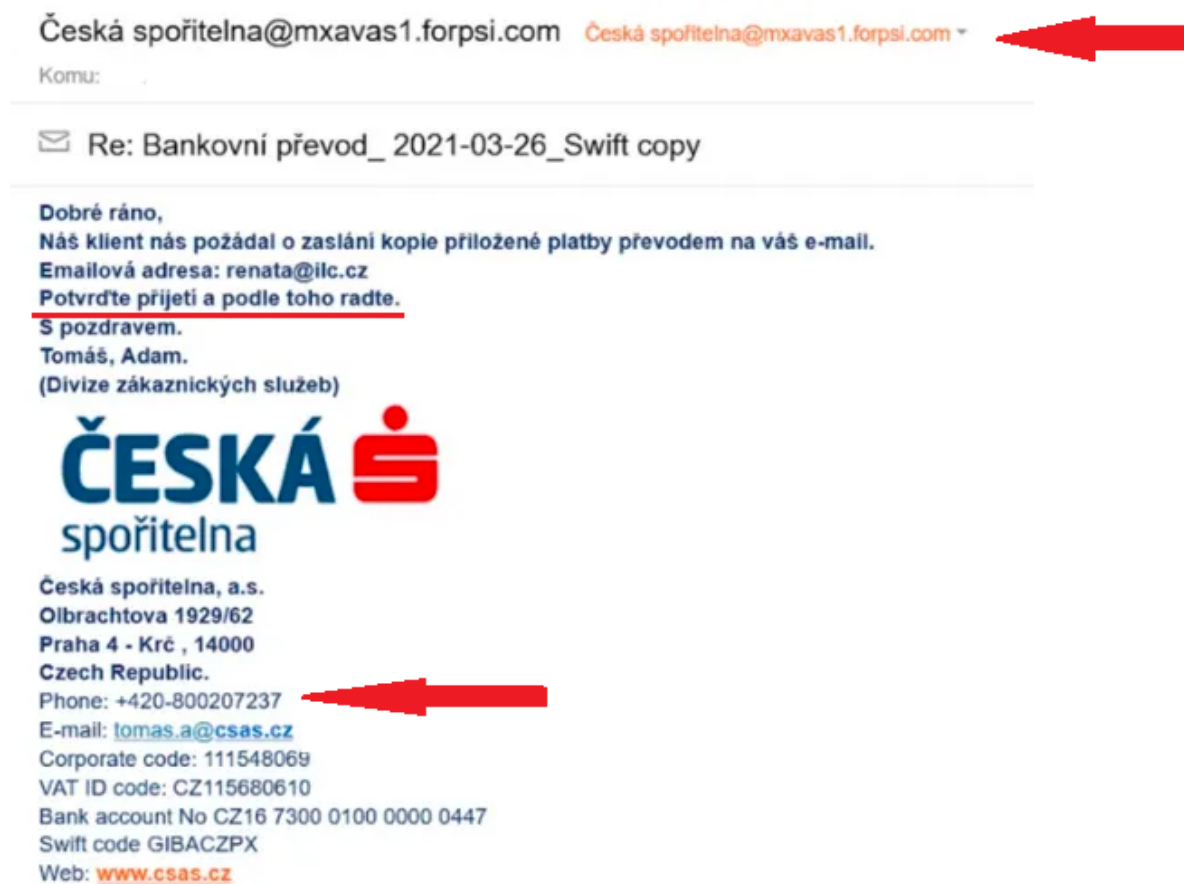 Česká spořitelna@mxavas1.forpsi.com Česká spořitelna@mxavas1.forpsi.com
Komu:
Re: Bankovní převod_ 2021-03-26_Swift copy
Dobré ráno,
Náš klient nás požádal o zaslání kopie přiložené platby převodem na váš e-mail.
Emailová adresa: renata@ilc.cz
Potvrďte přijetí a podle toho radte.
S pozdravem.
Tomáš, Adam.
(Divize zákaznických služeb)
ČESKÁ
spořitelna
Česká spořitelna, a.s.
Olbrachtova 1929/62
Praha 4 - Krč , 14000
Czech Republic.
Phone: +420-800207237
E-mail: tomas.a@csas.cz
Corporate code: 111548069
VAT ID code: CZ115680610
Bank account No CZ16 7300 0100 0000 0447
Swift code GIBACZPX
Web: www.csas.cz